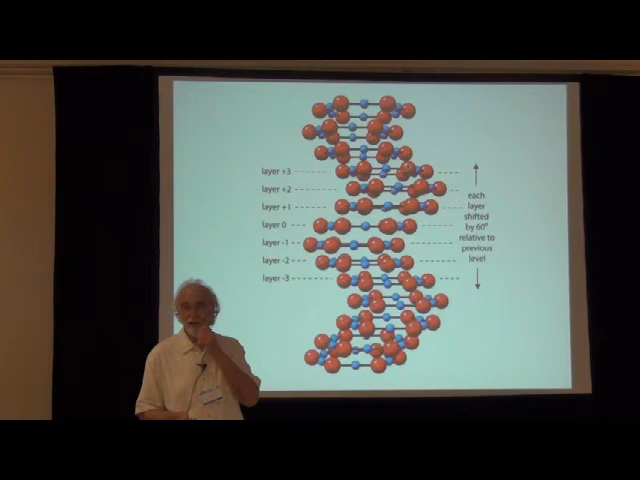 layer +3
layer +2
layer +1
layer 0
layer -1
layer -2
layer -3
each
layer
shifted
by 60°
relative to
previous
level